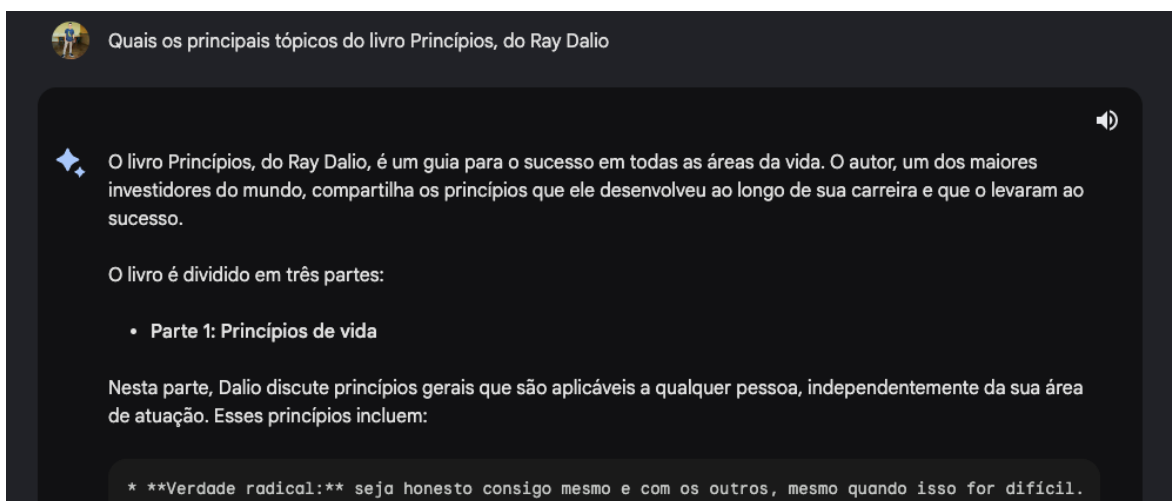 Quais os principais tópicos do livro Princípios, do Ray Dalio
O livro Princípios, do Ray Dalio, é um guia para o sucesso em todas as áreas da vida. O autor, um dos maiores
investidores do mundo, compartilha os princípios que ele desenvolveu ao longo de sua carreira e que o levaram ao
sucesso.
O livro é dividido em três partes:
• Parte 1: Princípios de vida
Nesta parte, Dalio discute princípios gerais que são aplicáveis a qualquer pessoa, independentemente da sua área
de atuação. Esses princípios incluem:
* **Verdade radical:** seja honesto consigo mesmo e com os outros, mesmo quando isso for difícil.